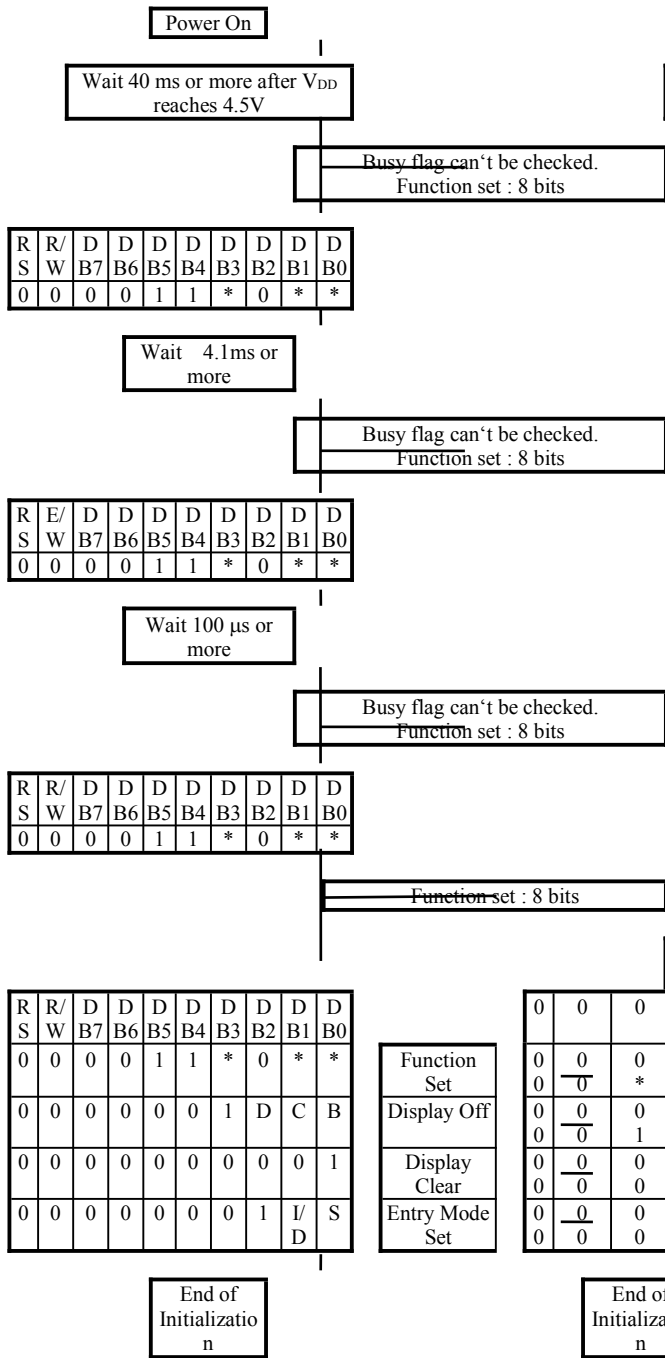 Power On
Wait 40 ms or more after VDD
reaches 4.5V
Busy flag can‘t be checked.
Function set : 8 bits
R R/ D D D D D D D D
S W B7 B6 B5 B4 B3 B2 B1 B0
0 0 0 0 1 1 * 0 * *
Wait 4.1ms or
more
Busy flag can‘t be checked.
Function set : 8 bits
R E/ D D D D D D D D
S W B7 B6 B5 B4 B3 B2 B1 B0
0 0 0 0 1 1 * 0 * *
Wait 100 µs or
more
Busy flag can‘t be checked.
Function set : 8 bits
R R/ D D D D D D D D
S W B7 B6 B5 B4 B3 B2 B1 B0
0 0 0 0 1 1 * 0 * *
Function set : 8 bits
R R/ D D D D D D D D
S W B7 B6 B5 B4 B3 B2 B1 B0
0 0 0 0 1 1 * 0 * *
0 0 0 0 0 0 1 D C B
0 0 0 0 0 0 0 0 0 1
0 0 0 0 0 0 0 1 I/ S
D
Function
Set
Display Off
Display
Clear
Entry Mode
Set
0 0 0
0 0 0
0 0 *
0 0 0
0 0 1
0 0 0
0 0 0
0 0 0
0 0 0
End of
Initializatio
n
End of
Initializa
n